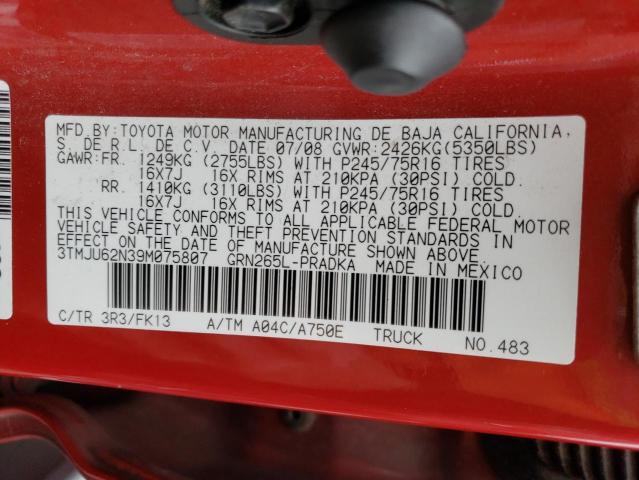 MFD. BY: TOYOTA MOTOR MANUFACTURING DE BAJA CALIFORNIA,
S. DE R. L. DE C. V. DATE 07/08 GVWR: 2426KG(5350LBS)
GAWR:FR. 1249KG (2755LBS) WITH P245/75R16 TIRES
16X7J 16X RIMS AT 210KPA (30PSI) COLD.
RR. 1410KG (3110LBS) WITH P245/75R16 TIRES
16X7J 16X RIMS AT 210KPA (30PSI) COLD.
THIS VEHICLE CONFORMS TO ALL APPLICABLE FEDERAL MOTOR
VEHICLE SAFETY AND THEFT PREVENTION STANDARDS IN
EFFECT ON THE DATE OF MANUFACTURE SHOWN ABOVE.
3TMJU62N39M075807 GRN265L-PRADKA MADE IN MEXICO
C/TR 3R3/FK13 A/TM A04C/A750E TRUCK NO. 483